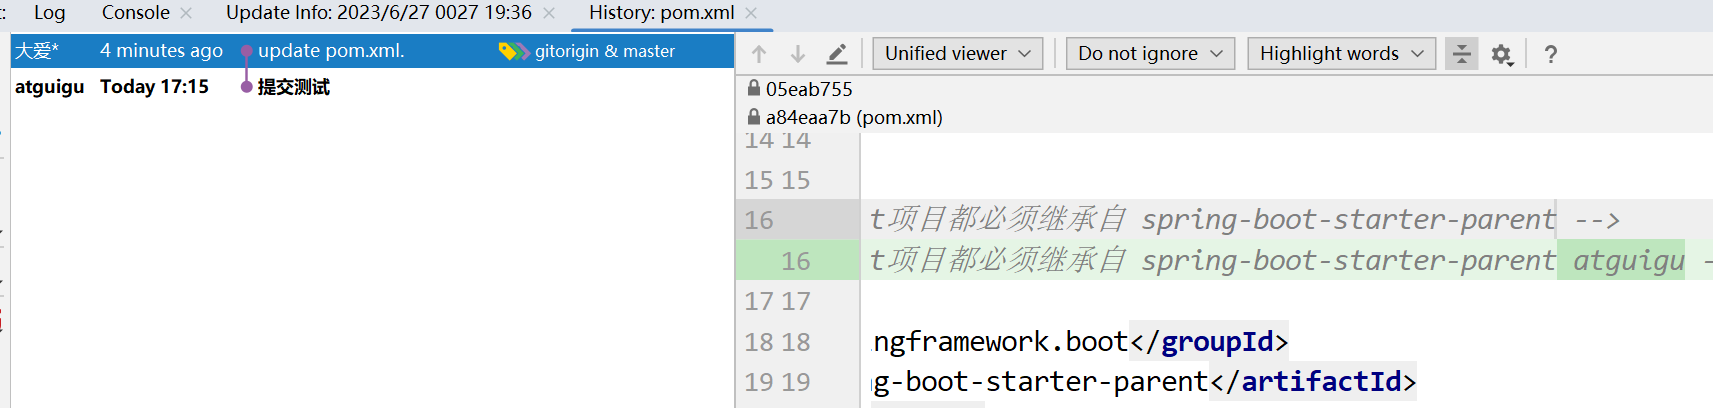 t:
Log
Console
Update Info: 2023/6/27 0027 19:36
History: pom.xml
大爱* 4 minutes ago update pom.xml. gitorigin & master
atguigu Today 17:15 提交测试
Unified viewer
Do not ignore
Highlight words
?
05eab755
a84eaa7b (pom.xml)
14 14
15 15
16 t项目都必须继承自 spring-boot-starter-parent -->
16 t项目都必须继承自 spring-boot-starter-parent atguigu -
17 17
18 18 ngframework.boot</groupId>
19 19 g-boot-starter-parent</artifactId>